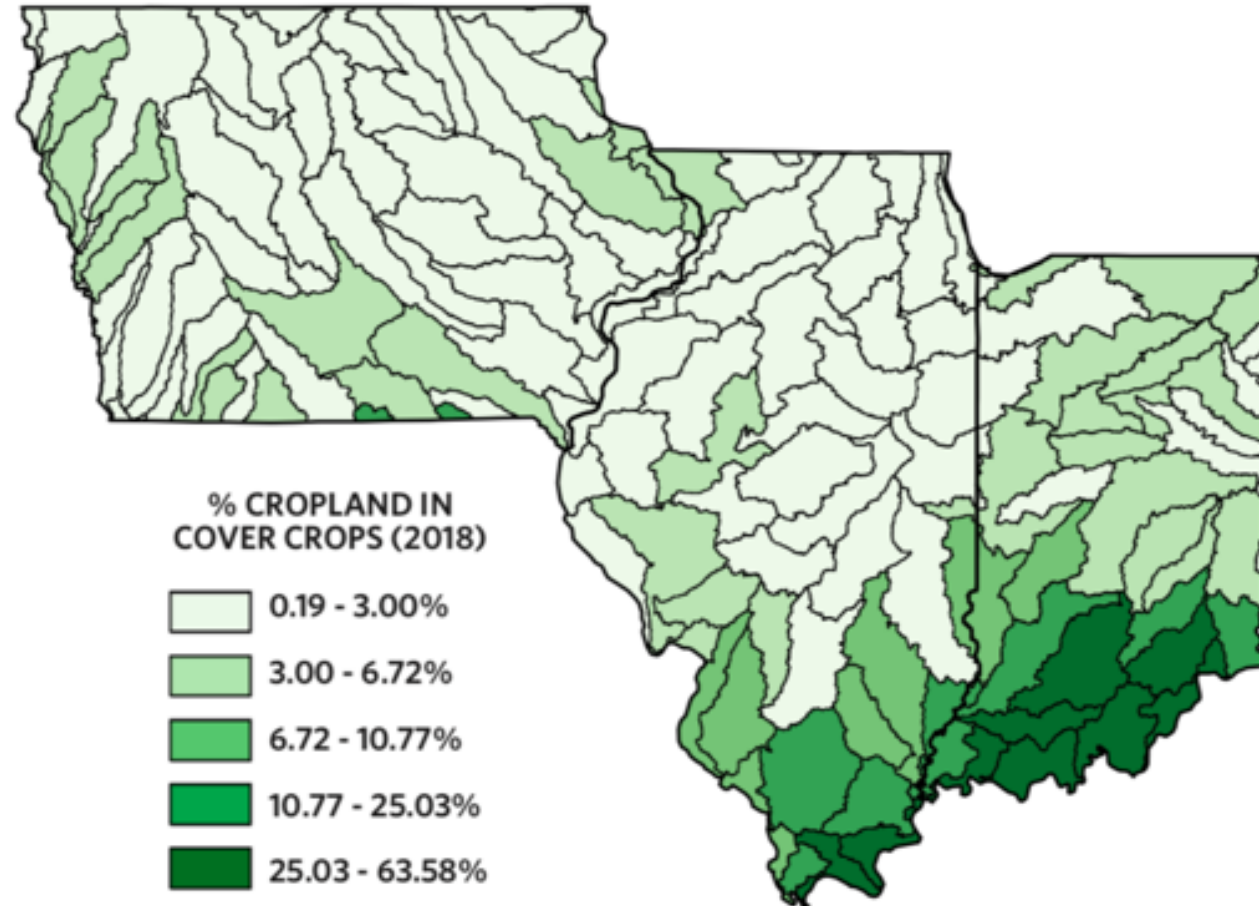 % CROPLAND IN
COVER CROPS (2018)
0.19 - 3.00%
3.00 - 6.72%
6.72 - 10.77%
10.77 - 25.03%
25.03 - 63.58%